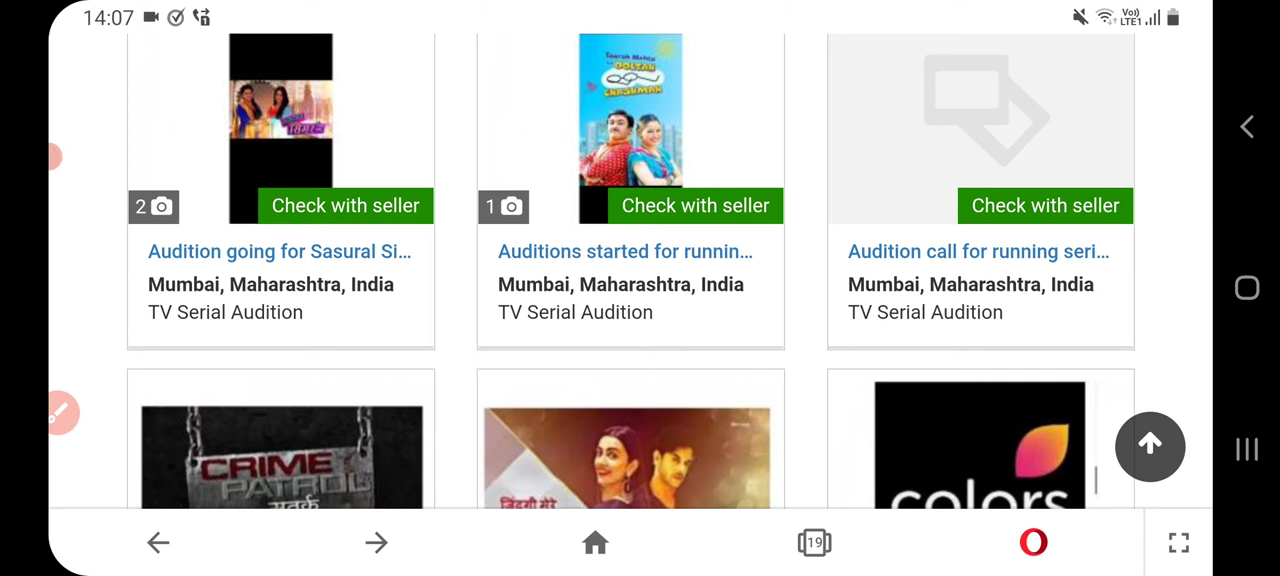 14:07
Vo))
LTE1
2
Check with seller
1
Check with seller
Check with seller
Audition going for Sasural Si...
Auditions started for runnin...
Audition call for running seri...
Mumbai, Maharashtra, India
Mumbai, Maharashtra, India
Mumbai, Maharashtra, India
TV Serial Audition
TV Serial Audition
TV Serial Audition
CRIME
PATROL
सतर्क
colors
19